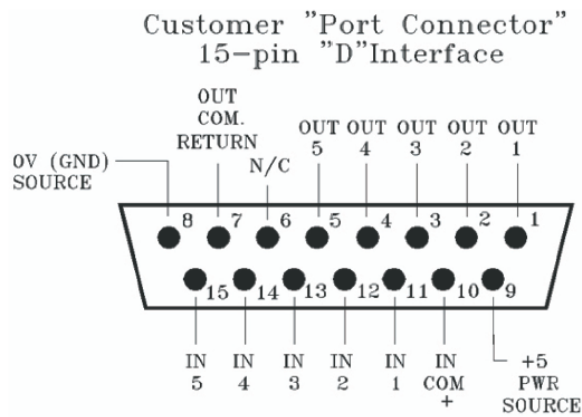 Customer "Port Connector"
15-pin "D"Interface
OUT
COM.
RETURN
OUT OUT OUT OUT OUT
5 4 3 2 1
0V (GND)
SOURCE
N/C
8 7 6 5 4 3 2 1
15 14 13 12 11 10 9
IN IN IN IN IN IN +5
5 4 3 2 1 COM PWR
+ SOURCE